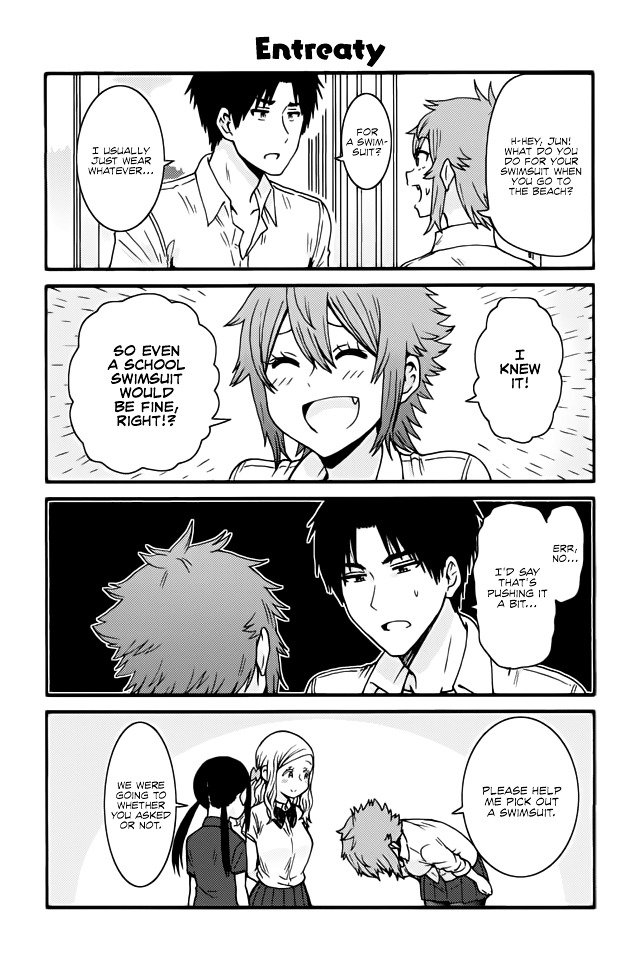 Entreaty
H-HEY, JUN!
WHAT DO YOU
DO FOR YOUR
SWIMSUIT WHEN
YOU GO TO
THE BEACH?
FOR
A SWIM-
SUIT?
I USUALLY
JUST WEAR
WHATEVER...
I
KNEW
IT!
SO EVEN
A SCHOOL
SWIMSUIT
WOULD
BE FINE,
RIGHT!?
ERR,
NO...
I'D SAY
THAT'S
PUSHING IT
A BIT...
PLEASE HELP
ME PICK OUT
A SWIMSUIT.
WE WERE
GOING TO
WHETHER
YOU ASKED
OR NOT.